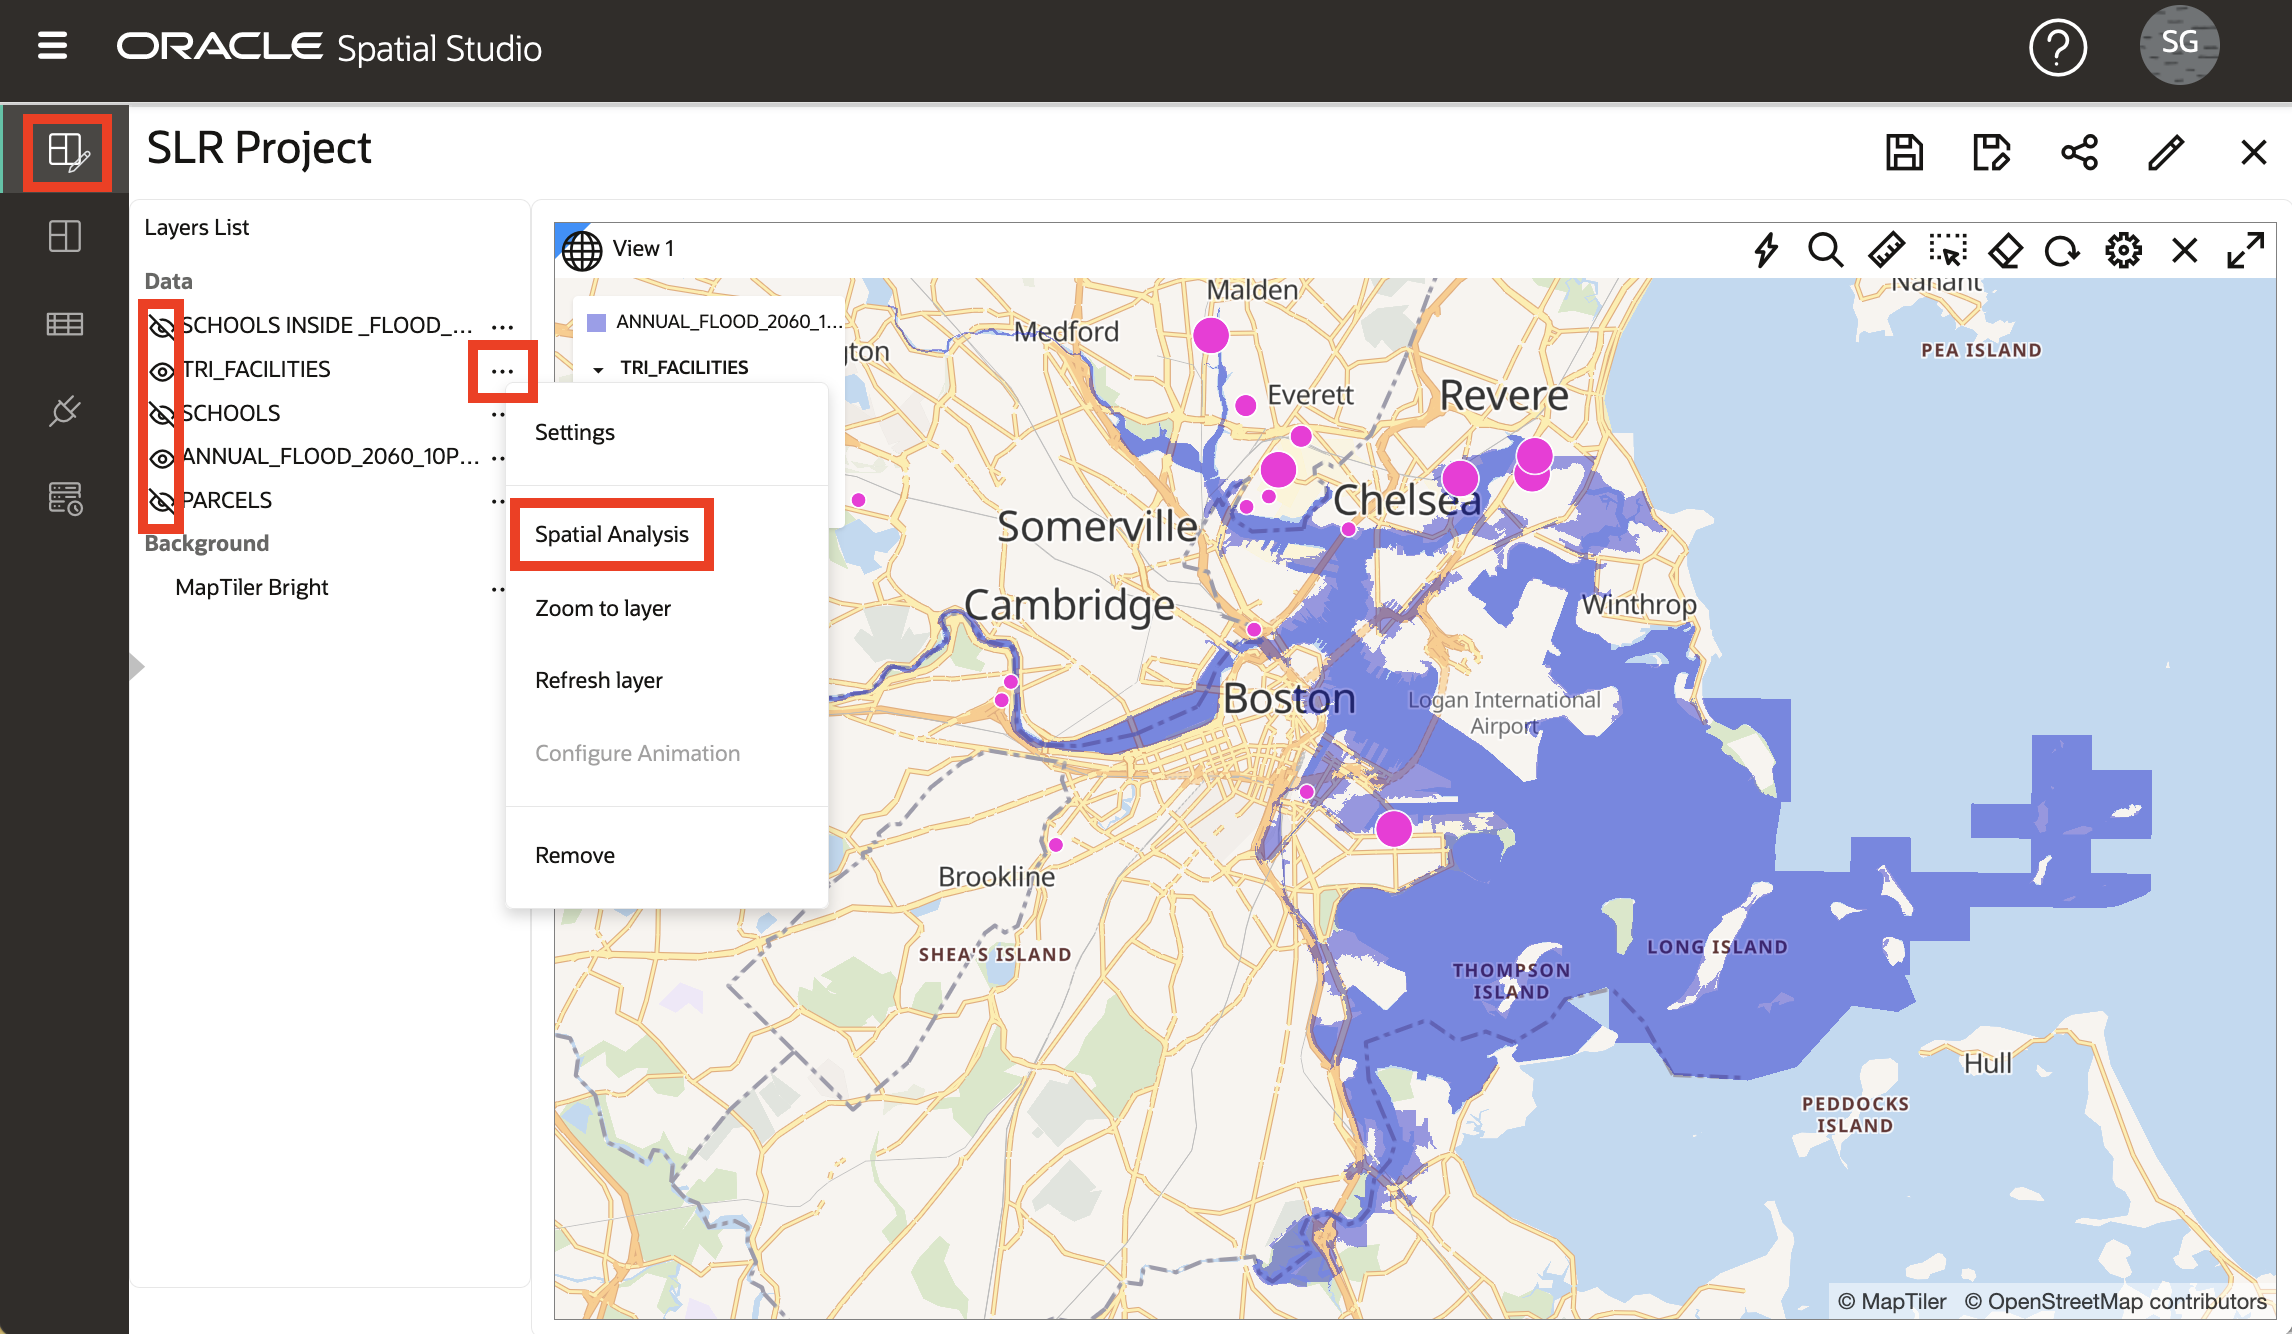 ORACLE Spatial Studio
SG
SLR Project
Layers List
Data
SCHOOLS INSIDE _FLOOD_...
TRI_FACILITIES
SCHOOLS
ANNUAL_FLOOD_2060_10P...
PARCELS
Background
MapTiler Bright
Settings
Spatial Analysis
Zoom to layer
Refresh layer
Configure Animation
Remove
View 1
ANNUAL_FLOOD_2060_1...
TRI_FACILITIES
Malden
Nahant
Medford
PEA ISLAND
gton
Everett
Revere
Chelsea
Somerville
Cambridge
Winthrop
Boston
Logan International
Airport
Brookline
SHEA'S ISLAND
LONG ISLAND
THOMPSON
ISLAND
Hull
PEDDOCKS
ISLAND
© MapTiler © OpenStreetMap contributors